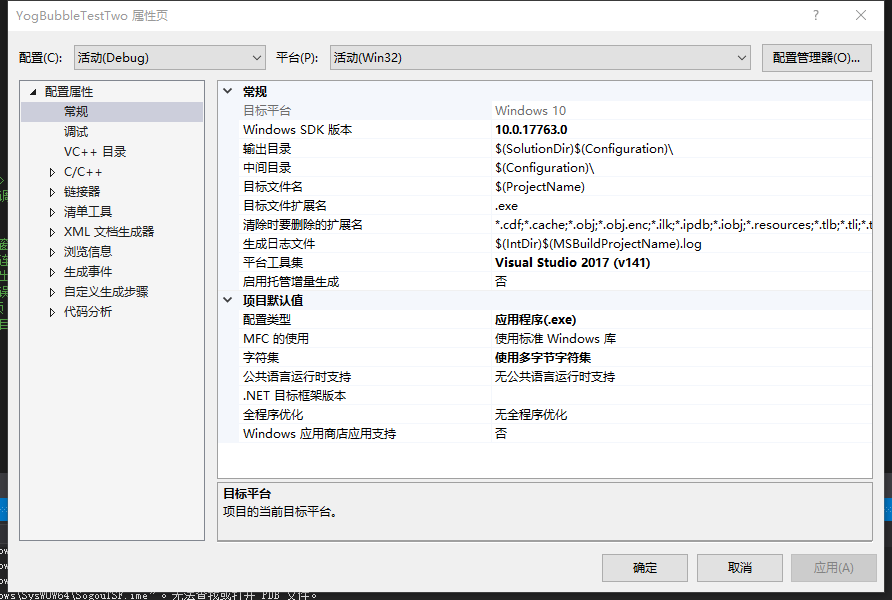 YogBubbleTestTwo 属性页
配置(C): 活动(Debug) 平台(P): 活动(Win32) 配置管理器(O)...
配置属性
常规
调试
VC++ 目录
C/C++
链接器
清单工具
XML 文档生成器
浏览信息
生成事件
自定义生成步骤
代码分析
常规
目标平台 Windows 10
Windows SDK 版本 10.0.17763.0
输出目录 $(SolutionDir)$(Configuration)\
中间目录 $(Configuration)\
目标文件名 $(ProjectName)
目标文件扩展名 .exe
清除时要删除的扩展名 *.cdf;*.cache;*.obj;*.obj.enc;*.ilk;*.ipdb;*.iobj;*.resources;*.tlb;*.tli;*.t
生成日志文件 $(IntDir)$(MSBuildProjectName).log
平台工具集 Visual Studio 2017 (v141)
启用托管增量生成 否
项目默认值
配置类型 应用程序(.exe)
MFC 的使用 使用标准 Windows 库
字符集 使用多字节字符集
公共语言运行时支持 无公共语言运行时支持
.NET 目标框架版本
全程序优化 无全程序优化
Windows 应用商店应用支持 否
目标平台
项目的当前目标平台。
确定 取消 应用(A)
ows\SysWOW64\SogouTSF.ime”。无法查找或打开 PDB 文件。